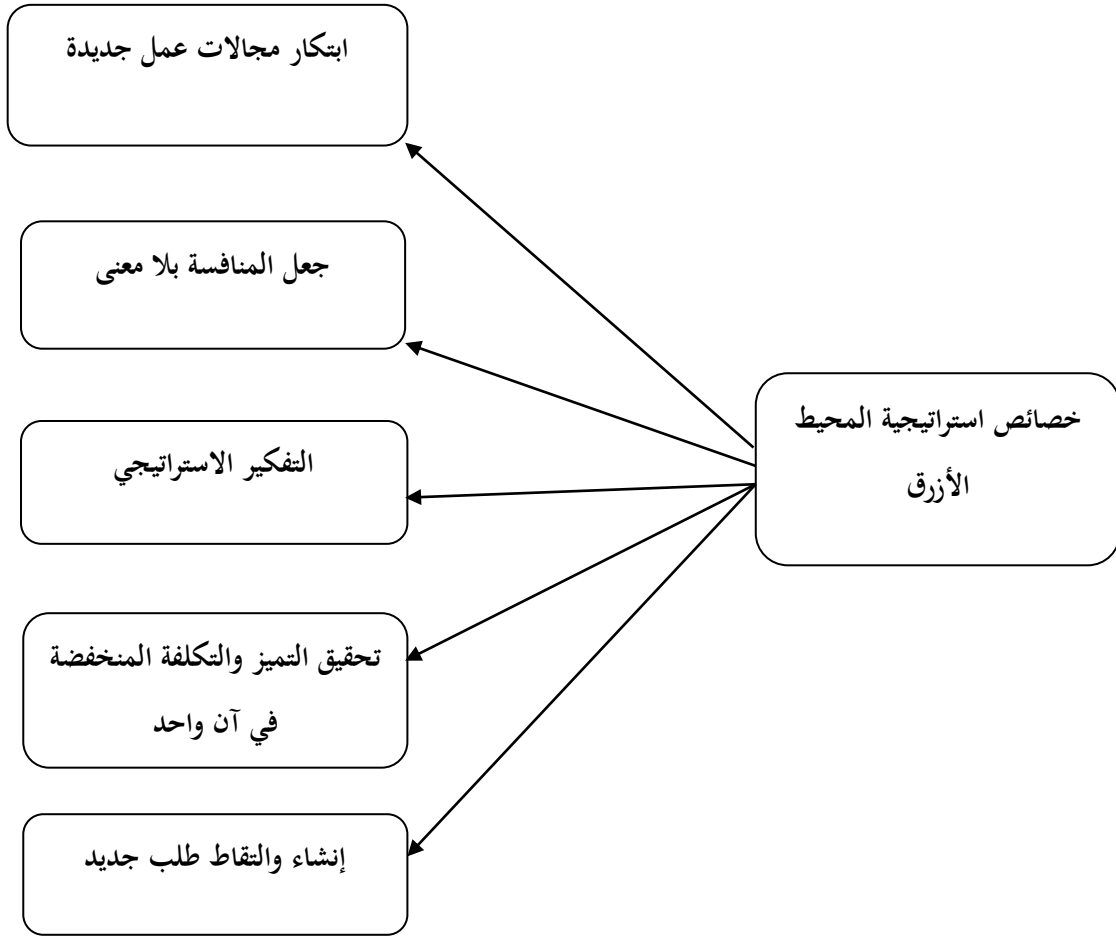 خصائص استراتيجية المحيط
الأزرق
ابتكار مجالات عمل جديدة
جعل المنافسة بلا معنى
التفكير الاستراتيجي
تحقيق التميز والتكلفة المنخفضة
في آن واحد
إنشاء والتقاط طلب جديد